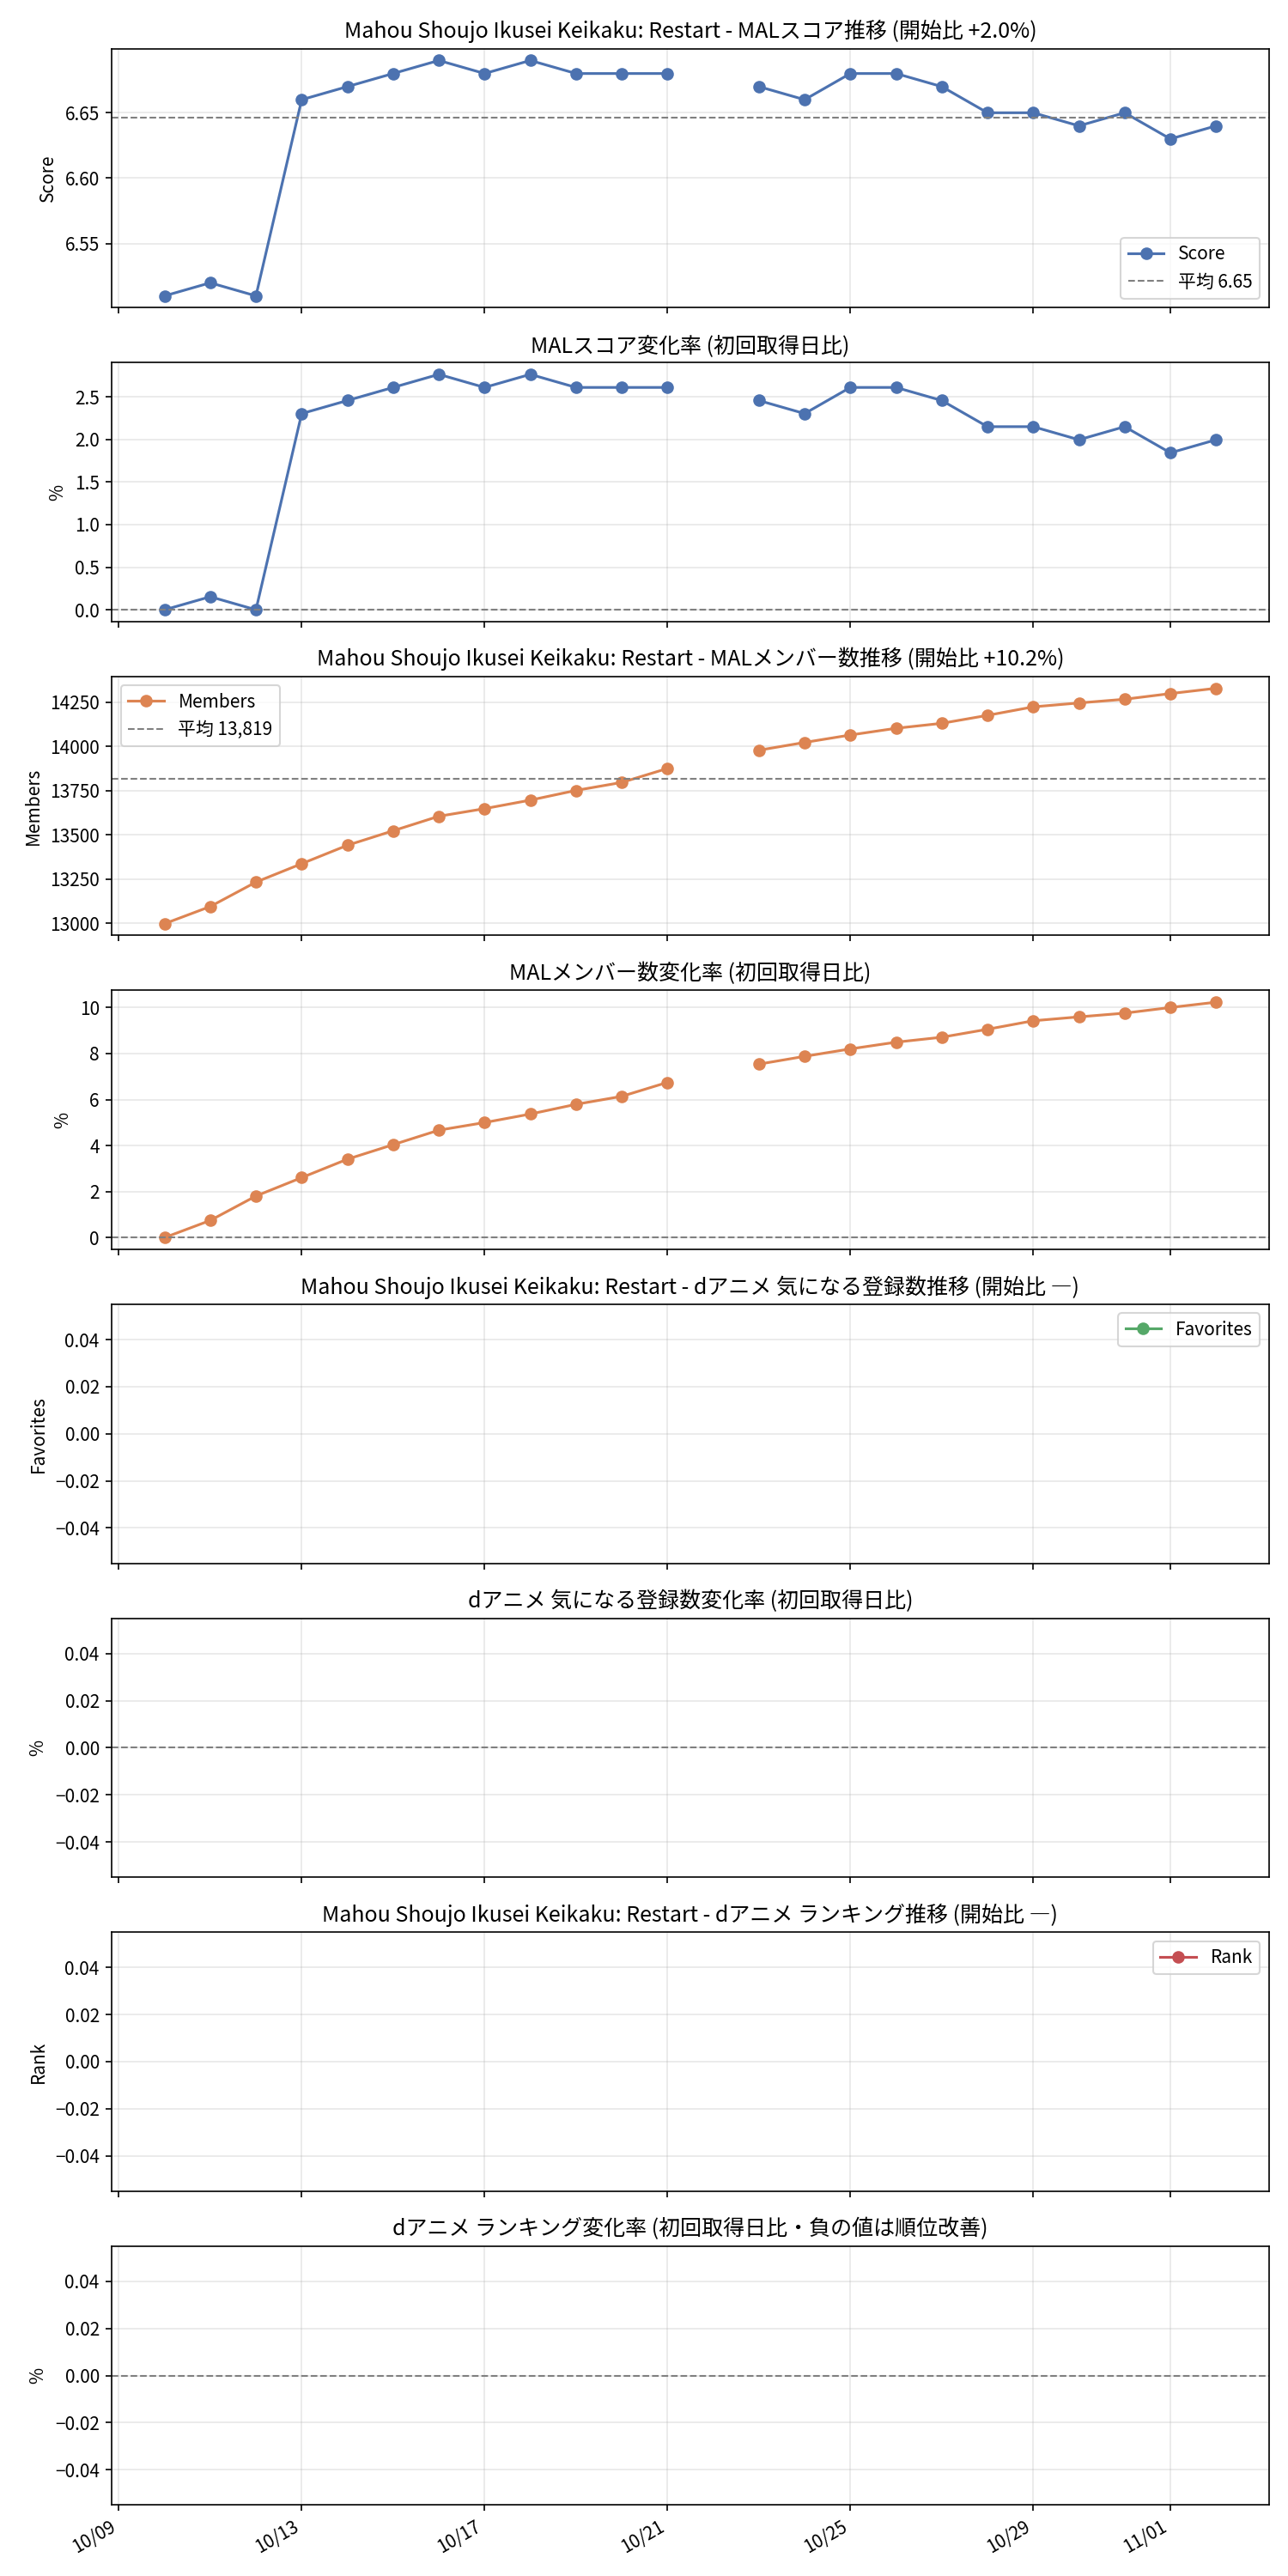 Mahou Shoujo Ikusei Keikaku: Restart - MALスコア推移 (開始比 +2.0%)
6.65
6.60
6.55
Score
Score
平均 6.65
MALスコア変化率 (初回取得日比)
2.5
2.0
1.5
1.0
0.5
0.0
%
Mahou Shoujo Ikusei Keikaku: Restart - MALメンバー数推移 (開始比 +10.2%)
14250
14000
13750
13500
13250
13000
Members
Members
平均 13,819
MALメンバー数変化率 (初回取得日比)
10
8
6
4
2
0
%
Mahou Shoujo Ikusei Keikaku: Restart - dアニメ 気になる登録数推移 (開始比 —)
0.04
0.02
0.00
−0.02
−0.04
Favorites
Favorites
dアニメ 気になる登録数変化率 (初回取得日比)
0.04
0.02
0.00
−0.02
−0.04
%
Mahou Shoujo Ikusei Keikaku: Restart - dアニメ ランキング推移 (開始比 —)
0.04
0.02
0.00
−0.02
−0.04
Rank
Rank
dアニメ ランキング変化率 (初回取得日比・負の値は順位改善)
0.04
0.02
0.00
−0.02
−0.04
%
10/09
10/13
10/17
10/21
10/25
10/29
11/01